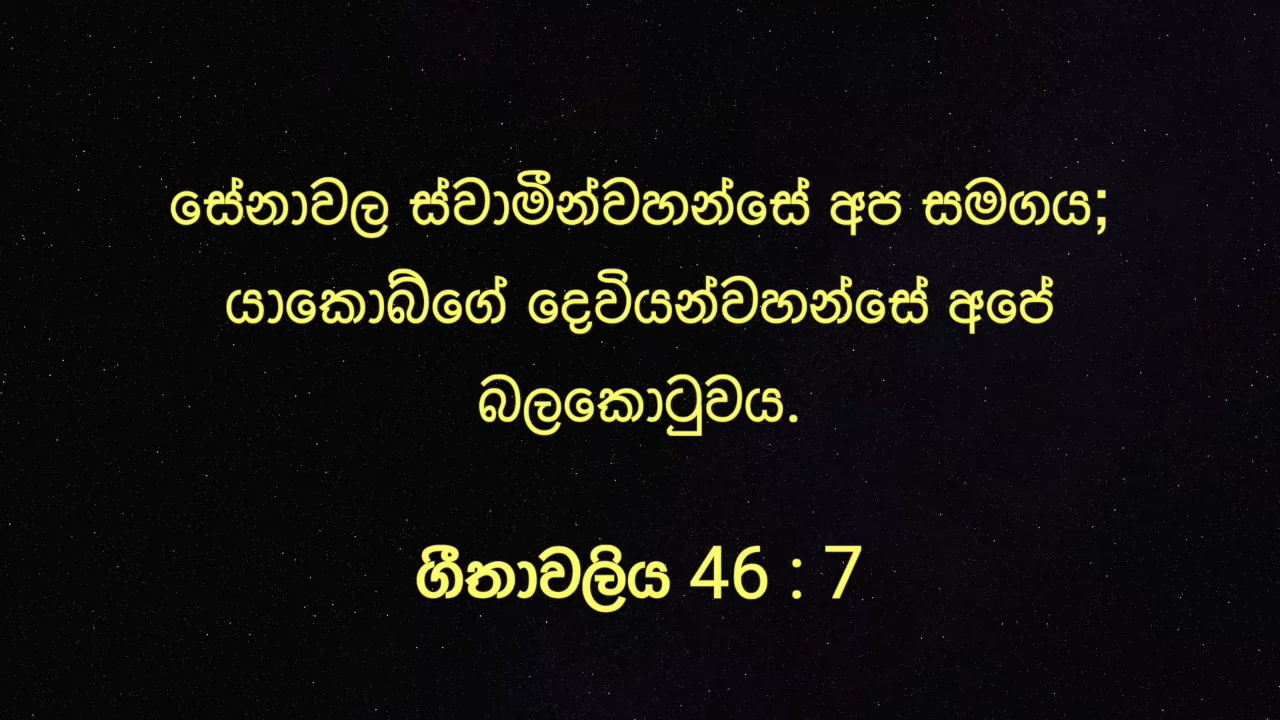 සේනාවල ස්වාමීන්වහන්සේ අප සමගය;
යාකොබ්ගේ දෙවියන්වහන්සේ අපේ
බලකොටුවය.
ගීතාවලිය 46 : 7